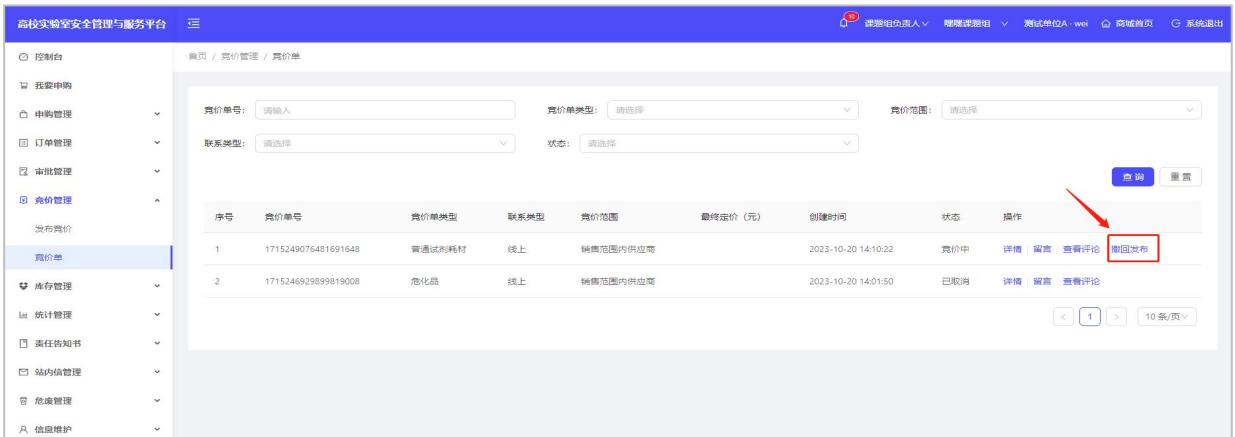 高校实验室安全管理与服务平台
10 课题组负责人 嘿嘿课题组 测试单位A · wei 商城首页 系统退出
控制台
首页 / 竞价管理 / 竞价单
我要申购
申购管理
竞价单号: 请输入 竞价单类型: 请选择 竞价范围: 请选择
订单管理
联系类型: 请选择 状态: 请选择
审批管理
查询 重置
竞价管理
序号 竞价单号 竞价单类型 联系类型 竞价范围 最终定价（元） 创建时间 状态 操作
发布竞价
1 1715249076481691648 普通试剂耗材 线上 销售范围内供应商 2023-10-20 14:10:22 竞价中 详情 留言 查看评论 撤回发布
竞价单
2 1715246929899819008 危化品 线上 销售范围内供应商 2023-10-20 14:01:50 已取消 详情 留言 查看评论
库存管理
< 1 > 10 条/页
统计管理
责任告知书
站内信管理
危废管理
信息维护